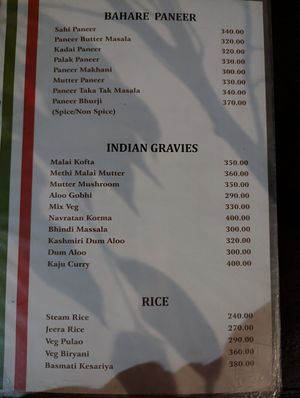 BAHARE PANEER
Sahi Paneer 340.00
Paneer Butter Masala 320.00
Kadai Paneer 320.00
Palak Paneer 330.00
Paneer Makhani 300.00
Mutter Paneer 330.00
Paneer Taka Tak Masala 340.00
Paneer Bhurji 370.00
(Spice/Non Spice)
INDIAN GRAVIES
Malai Kofta 350.00
Methi Malai Mutter 360.00
Mutter Mushroom 350.00
Aloo Gobhi 290.00
Mix Veg 330.00
Navratan Korma 400.00
Bhindi Massala 300.00
Kashmiri Dum Aloo 320.00
Dum Aloo 300.00
Kaju Curry 400.00
RICE
Steam Rice 240.00
Jeera Rice 270.00
Veg Pulao 290.00
Veg Biryani 360.00
Basmati Kesariya 380.00